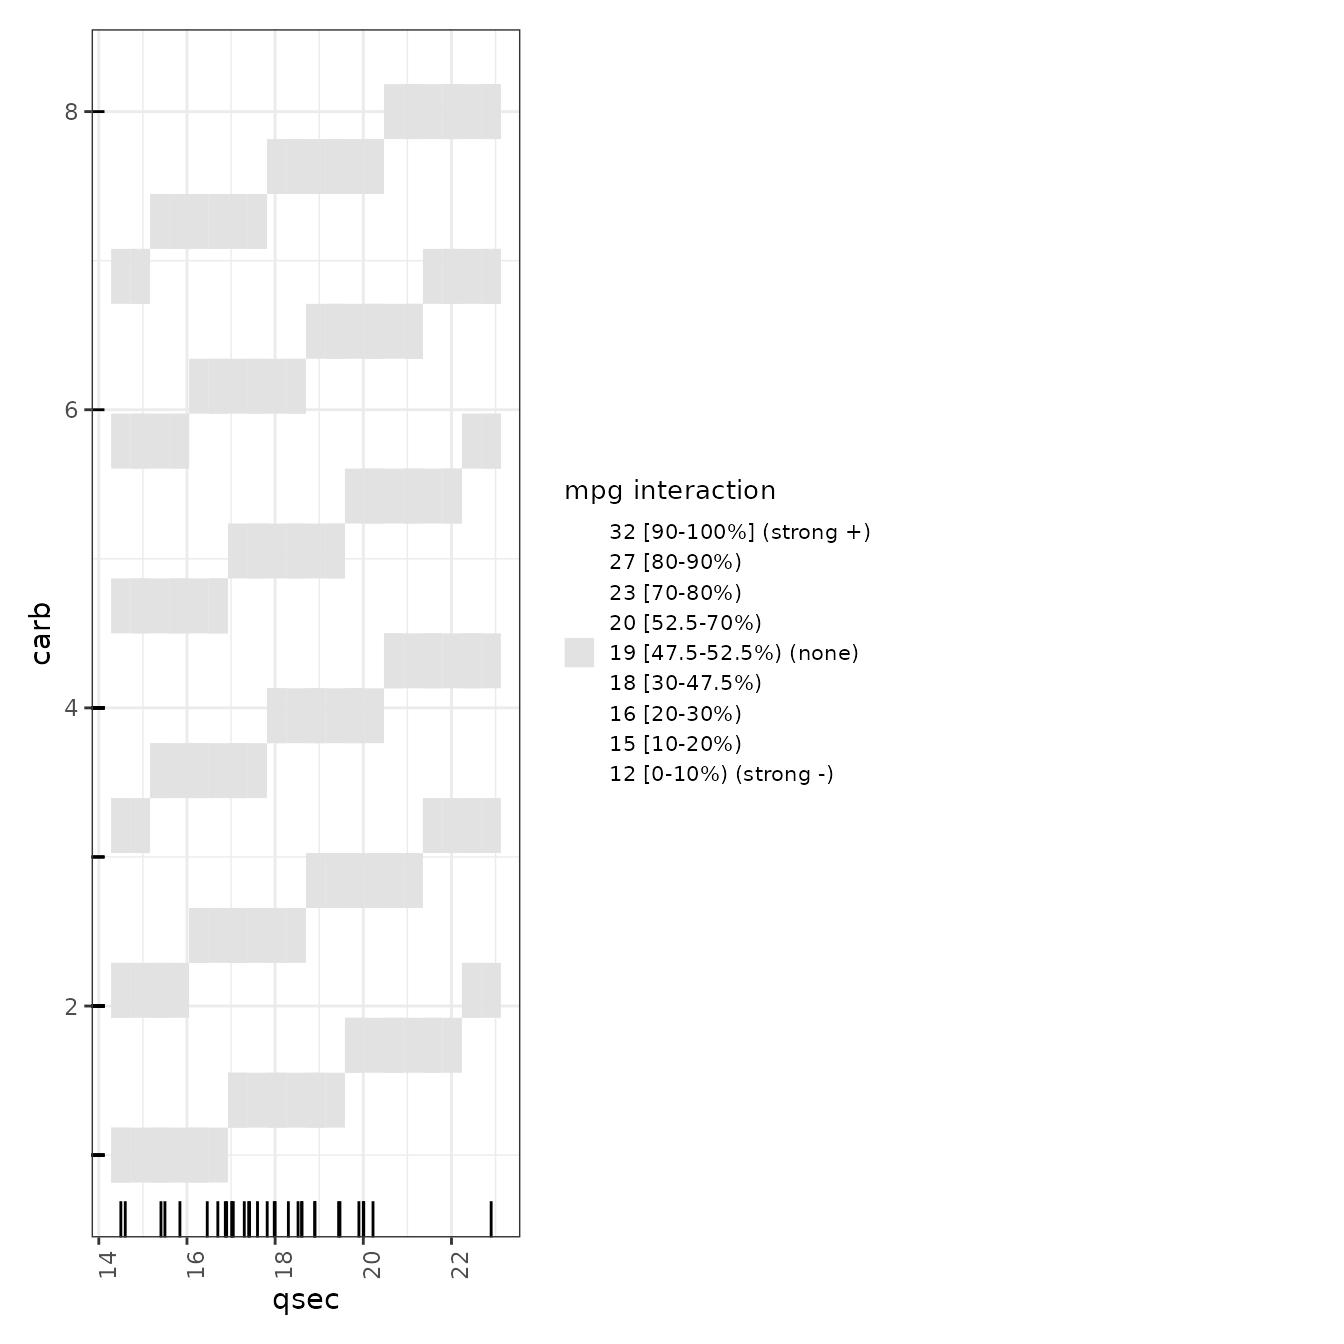 8
6
4
2
carb
14
16
18
20
22
qsec
mpg interaction
32 [90-100%] (strong +)
27 [80-90%)
23 [70-80%)
20 [52.5-70%)
19 [47.5-52.5%) (none)
18 [30-47.5%)
16 [20-30%)
15 [10-20%)
12 [0-10%) (strong -)